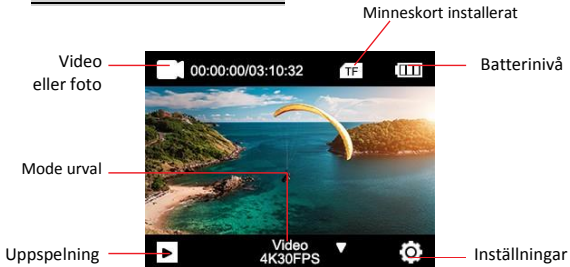 Minneskort installerat
Video
eller foto
00:00:00/03:10:32
TF
Batterinivå
Mode urval
Uppspelning
Video
4K30FPS
Inställningar